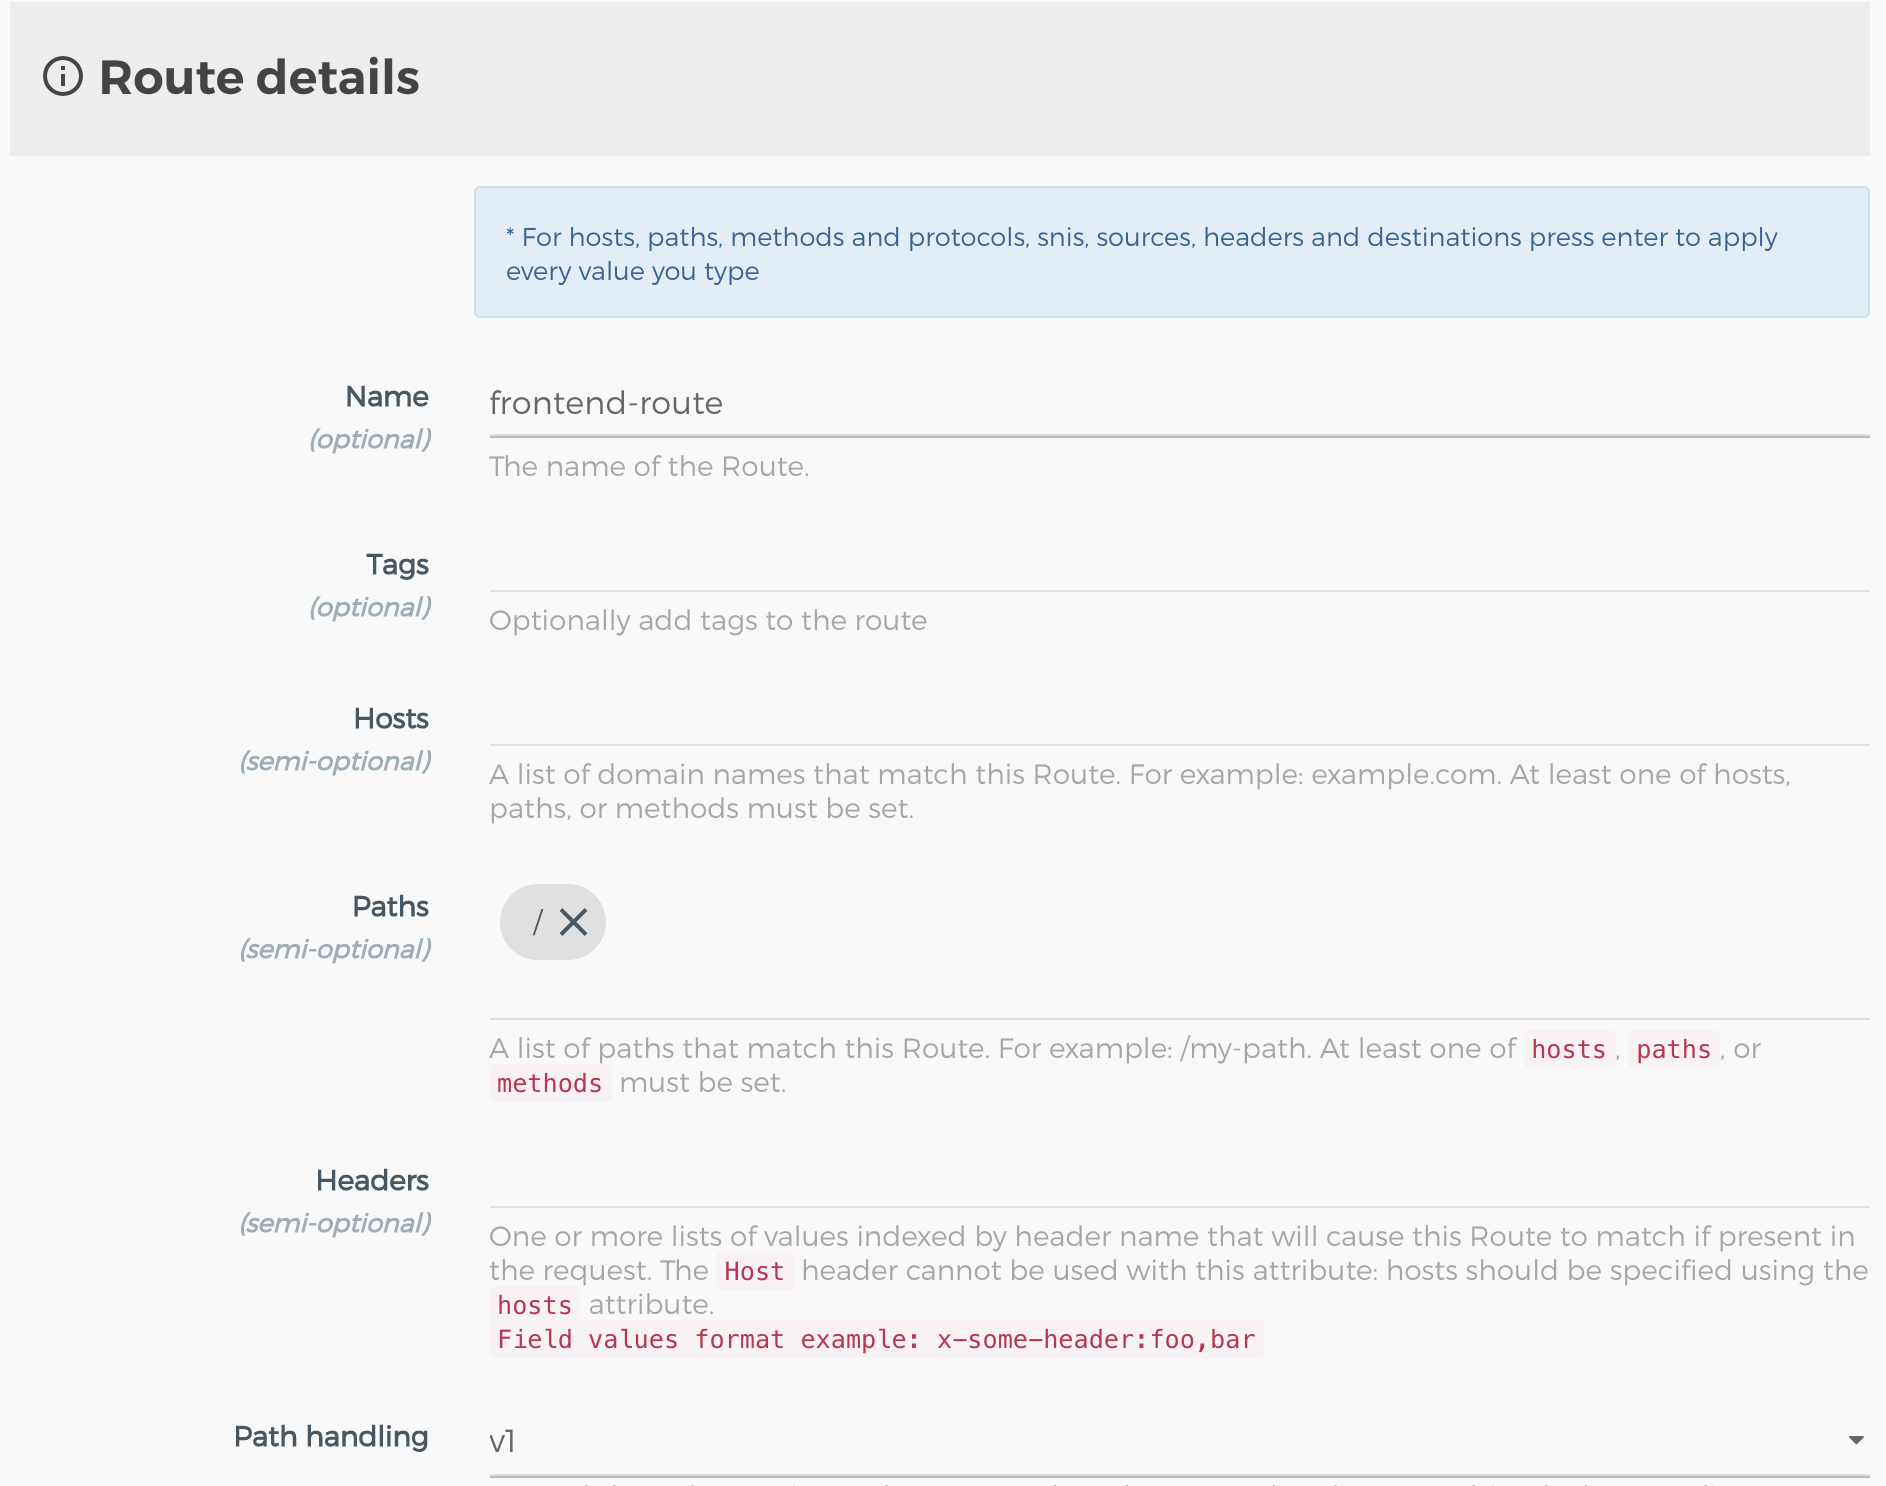 Route details
* For hosts, paths, methods and protocols, snis, sources, headers and destinations press enter to apply
every value you type
Name
(optional)
frontend-route
The name of the Route.
Tags
(optional)
Optionally add tags to the route
Hosts
(semi-optional)
A list of domain names that match this Route. For example: example.com. At least one of hosts,
paths, or methods must be set.
Paths
(semi-optional)
/
A list of paths that match this Route. For example: /my-path. At least one of hosts, paths, or
methods must be set.
Headers
(semi-optional)
One or more lists of values indexed by header name that will cause this Route to match if present in
the request. The Host header cannot be used with this attribute: hosts should be specified using the
hosts attribute.
Field values format example: x-some-header:foo,bar
Path handling
v1